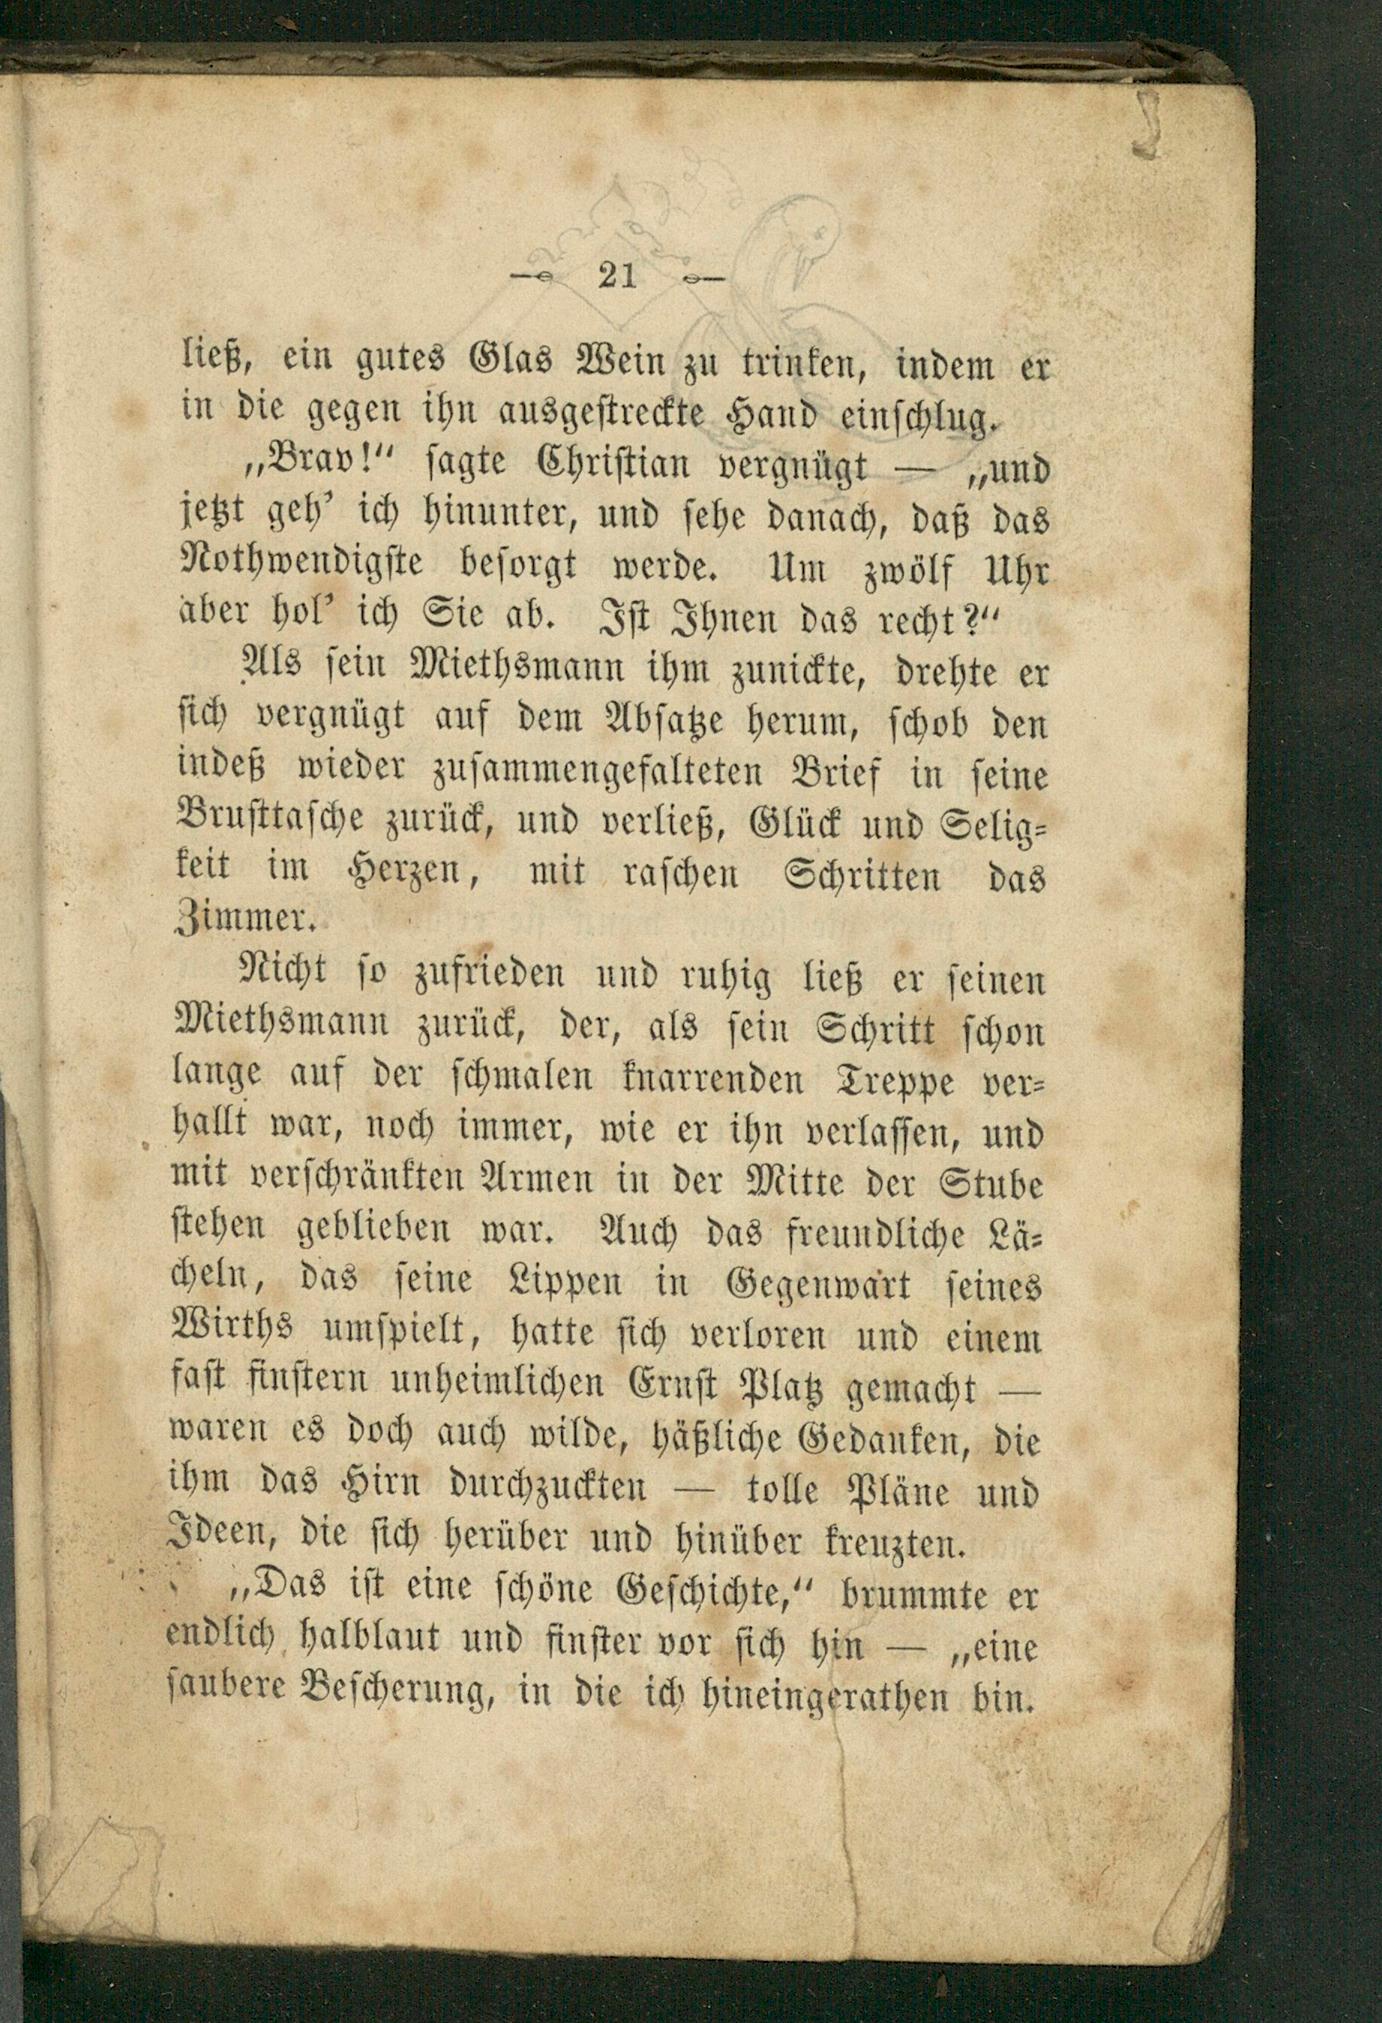 21
ließ, ein gutes Glas Wein zu trinken, indem er
in die gegen ihn ausgestreckte Hand einschlug.
„Brav!“ sagte Christian vergnügt — „und
jetzt geh’ ich hinunter, und sehe danach, daß das
Nothwendigste besorgt werde. Um zwölf Uhr
aber hol’ ich Sie ab. Ist Ihnen das recht?“
Als sein Miethsmann ihm zunickte, drehte er
sich vergnügt auf dem Absatze herum, schob den
indeß wieder zusammengefalteten Brief in seine
Brusttasche zurück, und verließ, Glück und Selig-
keit im Herzen, mit raschen Schritten das
Zimmer.
Nicht so zufrieden und ruhig ließ er seinen
Miethsmann zurück, der, als sein Schritt schon
lange auf der schmalen knarrenden Treppe ver-
hallt war, noch immer, wie er ihn verlassen, und
mit verschränkten Armen in der Mitte der Stube
stehen geblieben war. Auch das freundliche Lä-
cheln, das seine Lippen in Gegenwart seines
Wirths umspielt, hatte sich verloren und einem
fast finstern unheimlichen Ernst Platz gemacht —
waren es doch auch wilde, häßliche Gedanken, die
ihm das Hirn durchzuckten — tolle Pläne und
Ideen, die sich herüber und hinüber kreuzten.
„Das ist eine schöne Geschichte,“ brummte er
endlich halblaut und finster vor sich hin — „eine
saubere Bescherung, in die ich hineingerathen bin.